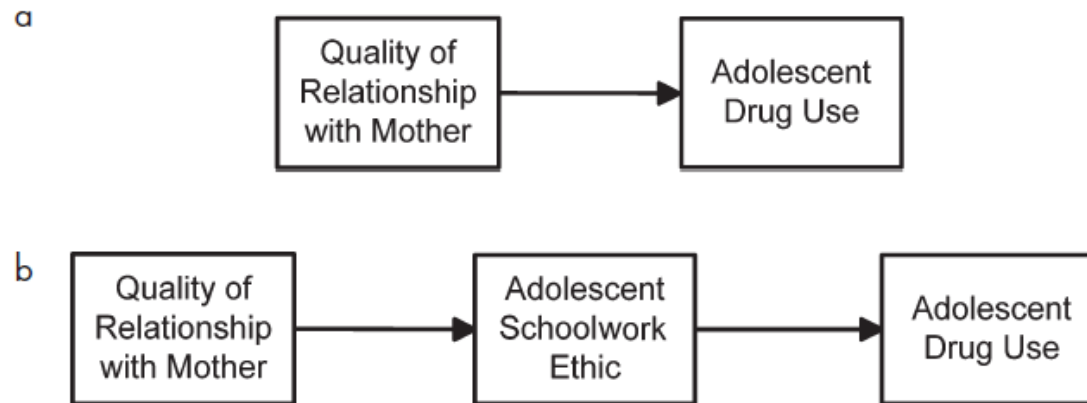 a
Quality of
Relationship
with Mother
Adolescent
Drug Use
b
Quality of
Relationship
with Mother
Adolescent
Schoolwork
Ethic
Adolescent
Drug Use